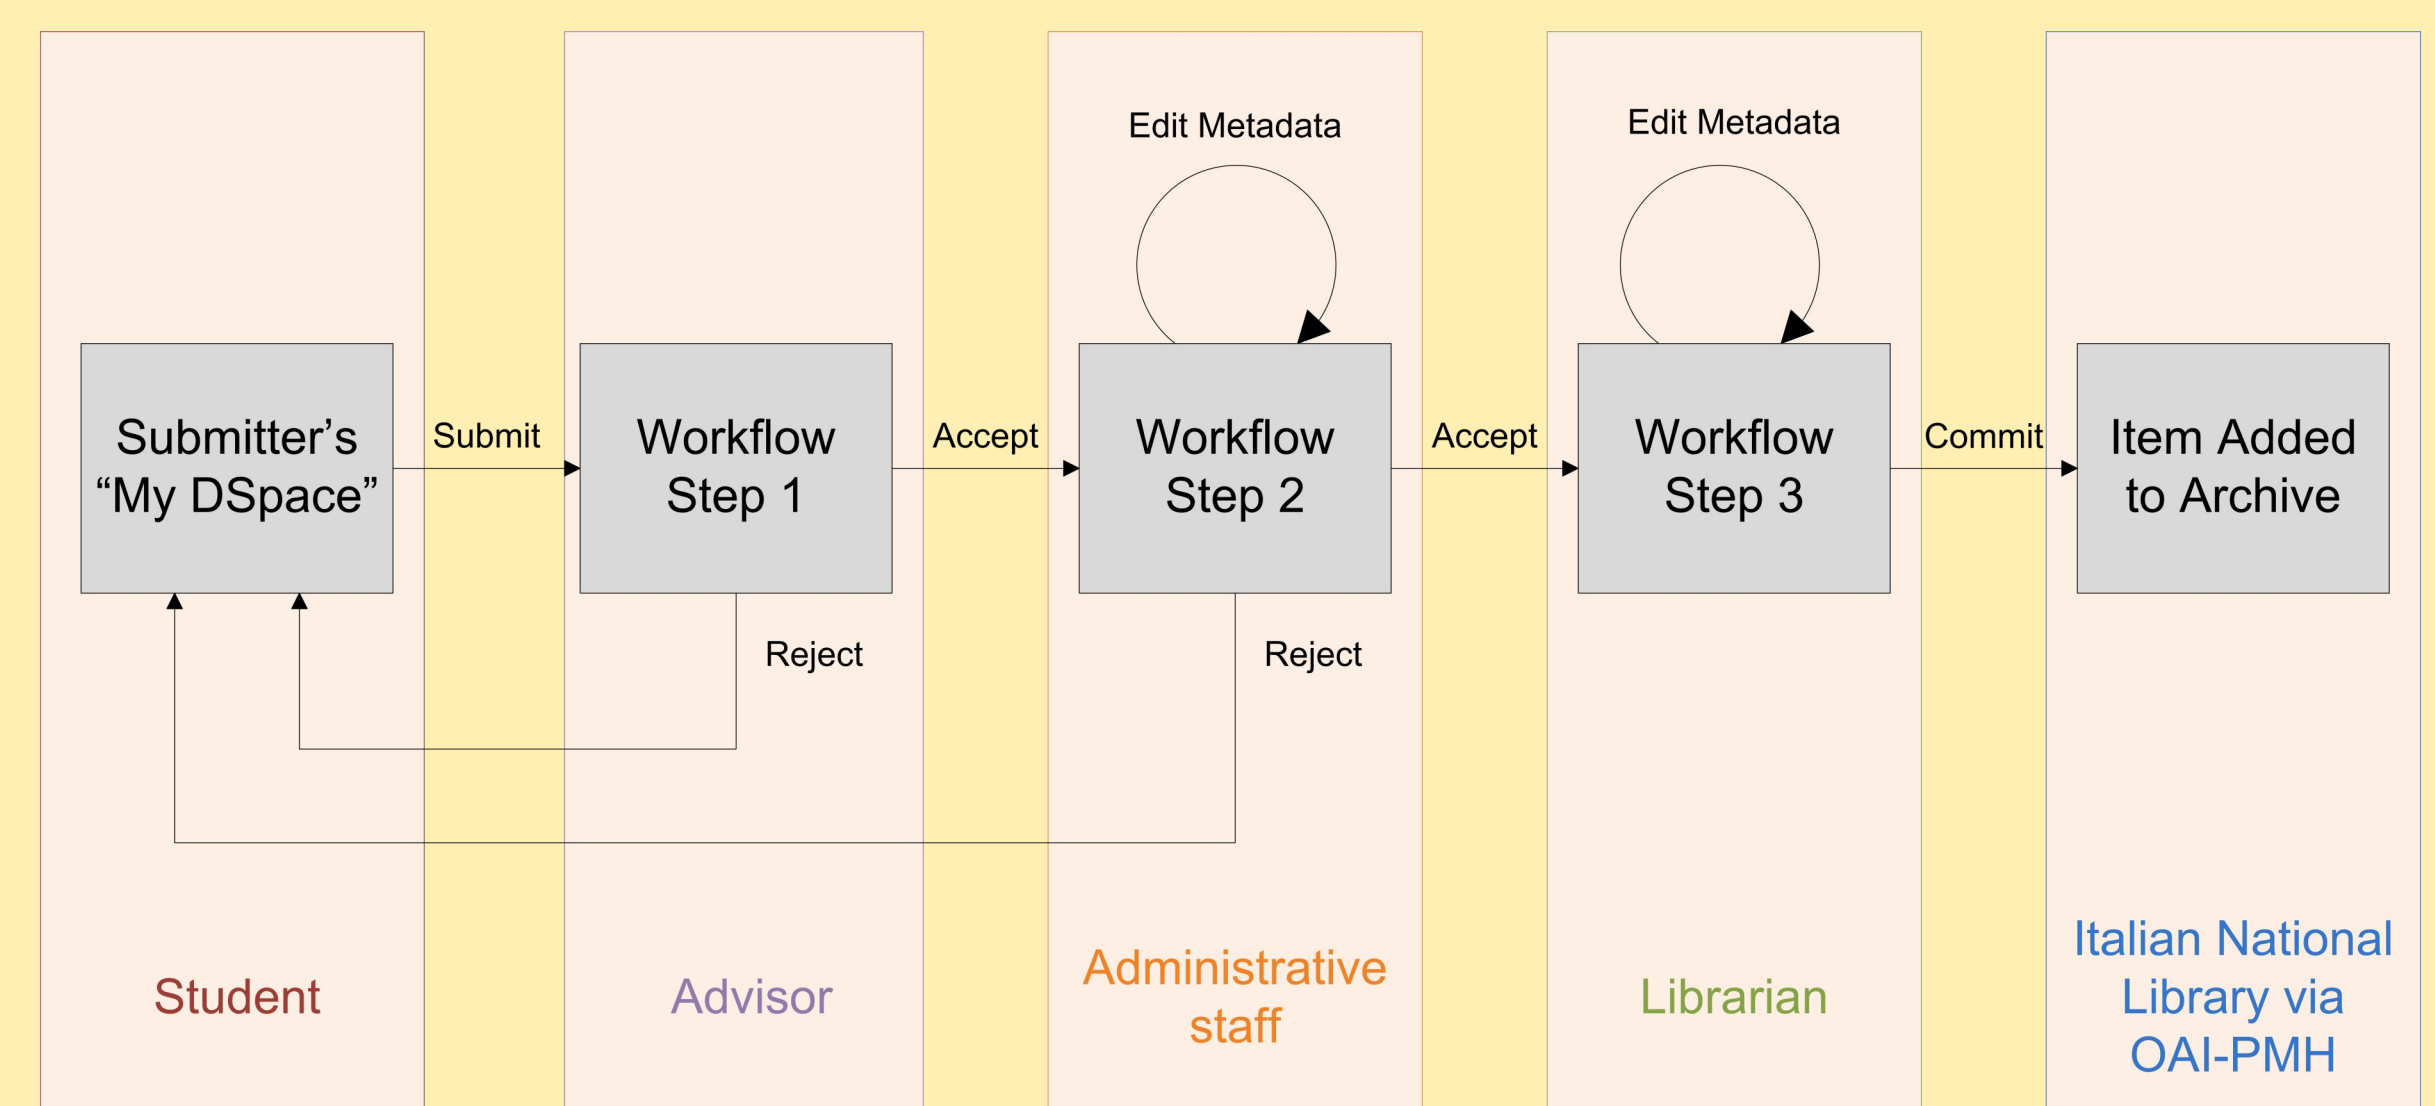 Edit Metadata
Edit Metadata
Submitter’s
“My DSpace”
Submit
Workflow
Step 1
Accept
Workflow
Step 2
Accept
Workflow
Step 3
Commit
Item Added
to Archive
Reject
Reject
Student
Advisor
Administrative
staff
Librarian
Italian National
Library via
OAI-PMH